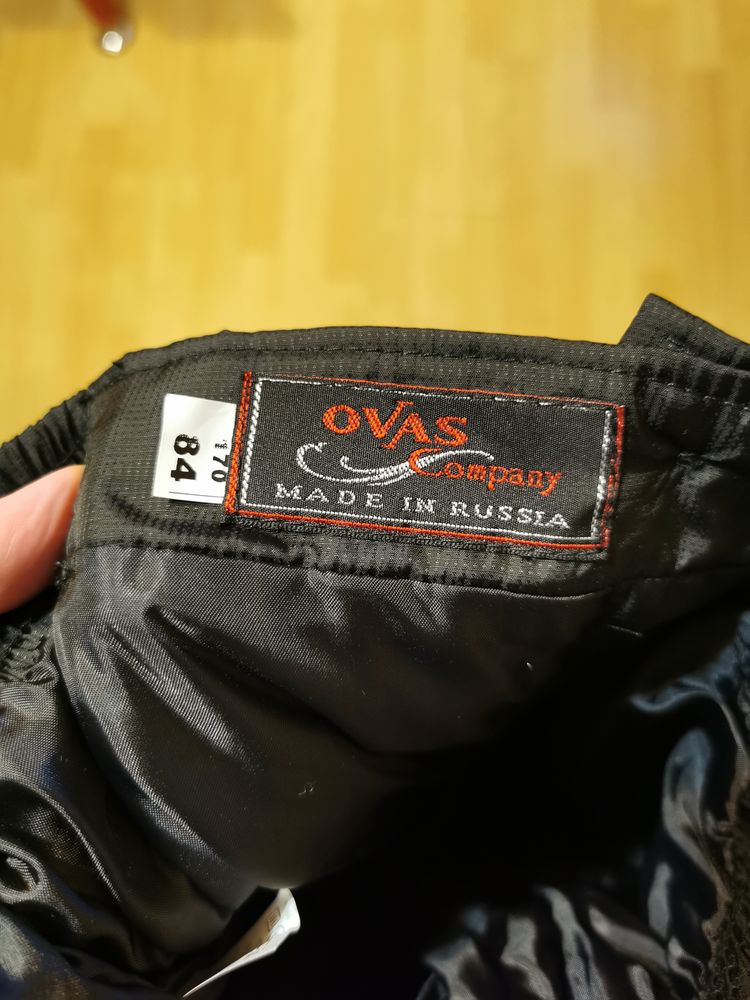 OVAS
Company
MADE IN RUSSIA
170
84